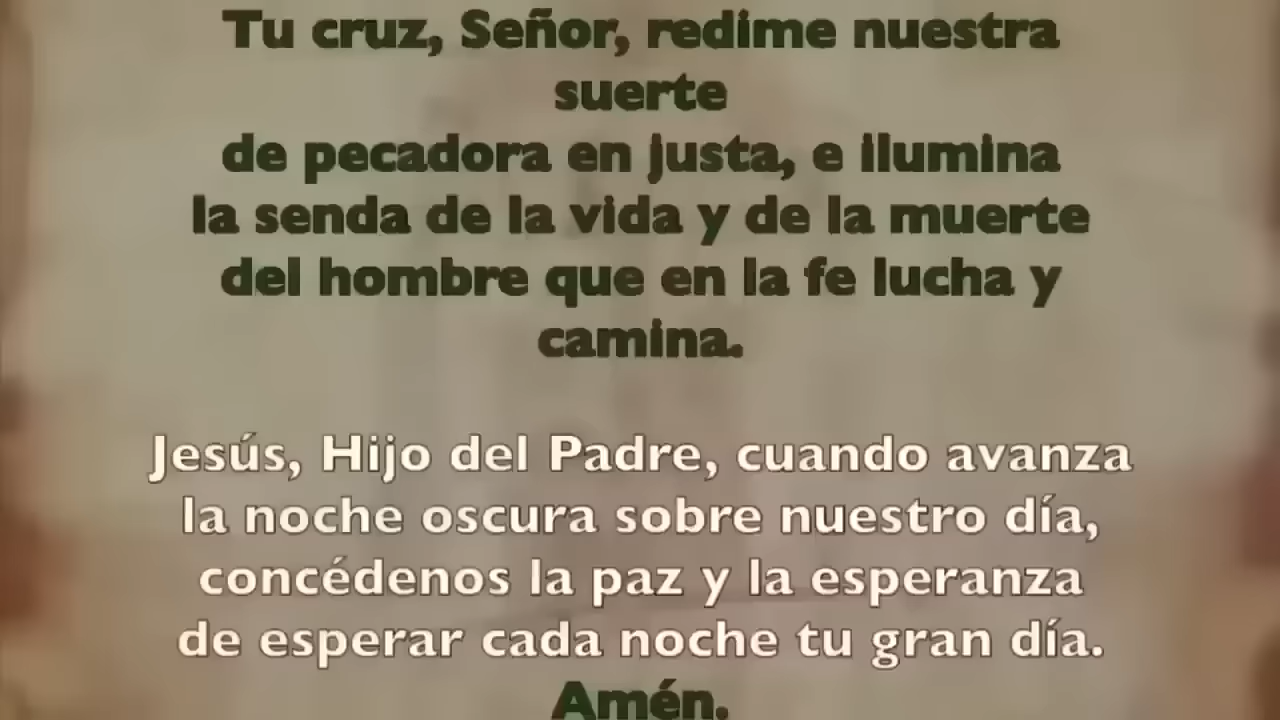 Tu cruz, Señor, redime nuestra
suerte
de pecadora en justa, e ilumina
la senda de la vida y de la muerte
del hombre que en la fe lucha y
camina.
Jesús, Hijo del Padre, cuando avanza
la noche oscura sobre nuestro día,
concédenos la paz y la esperanza
de esperar cada noche tu gran día.
Amén.